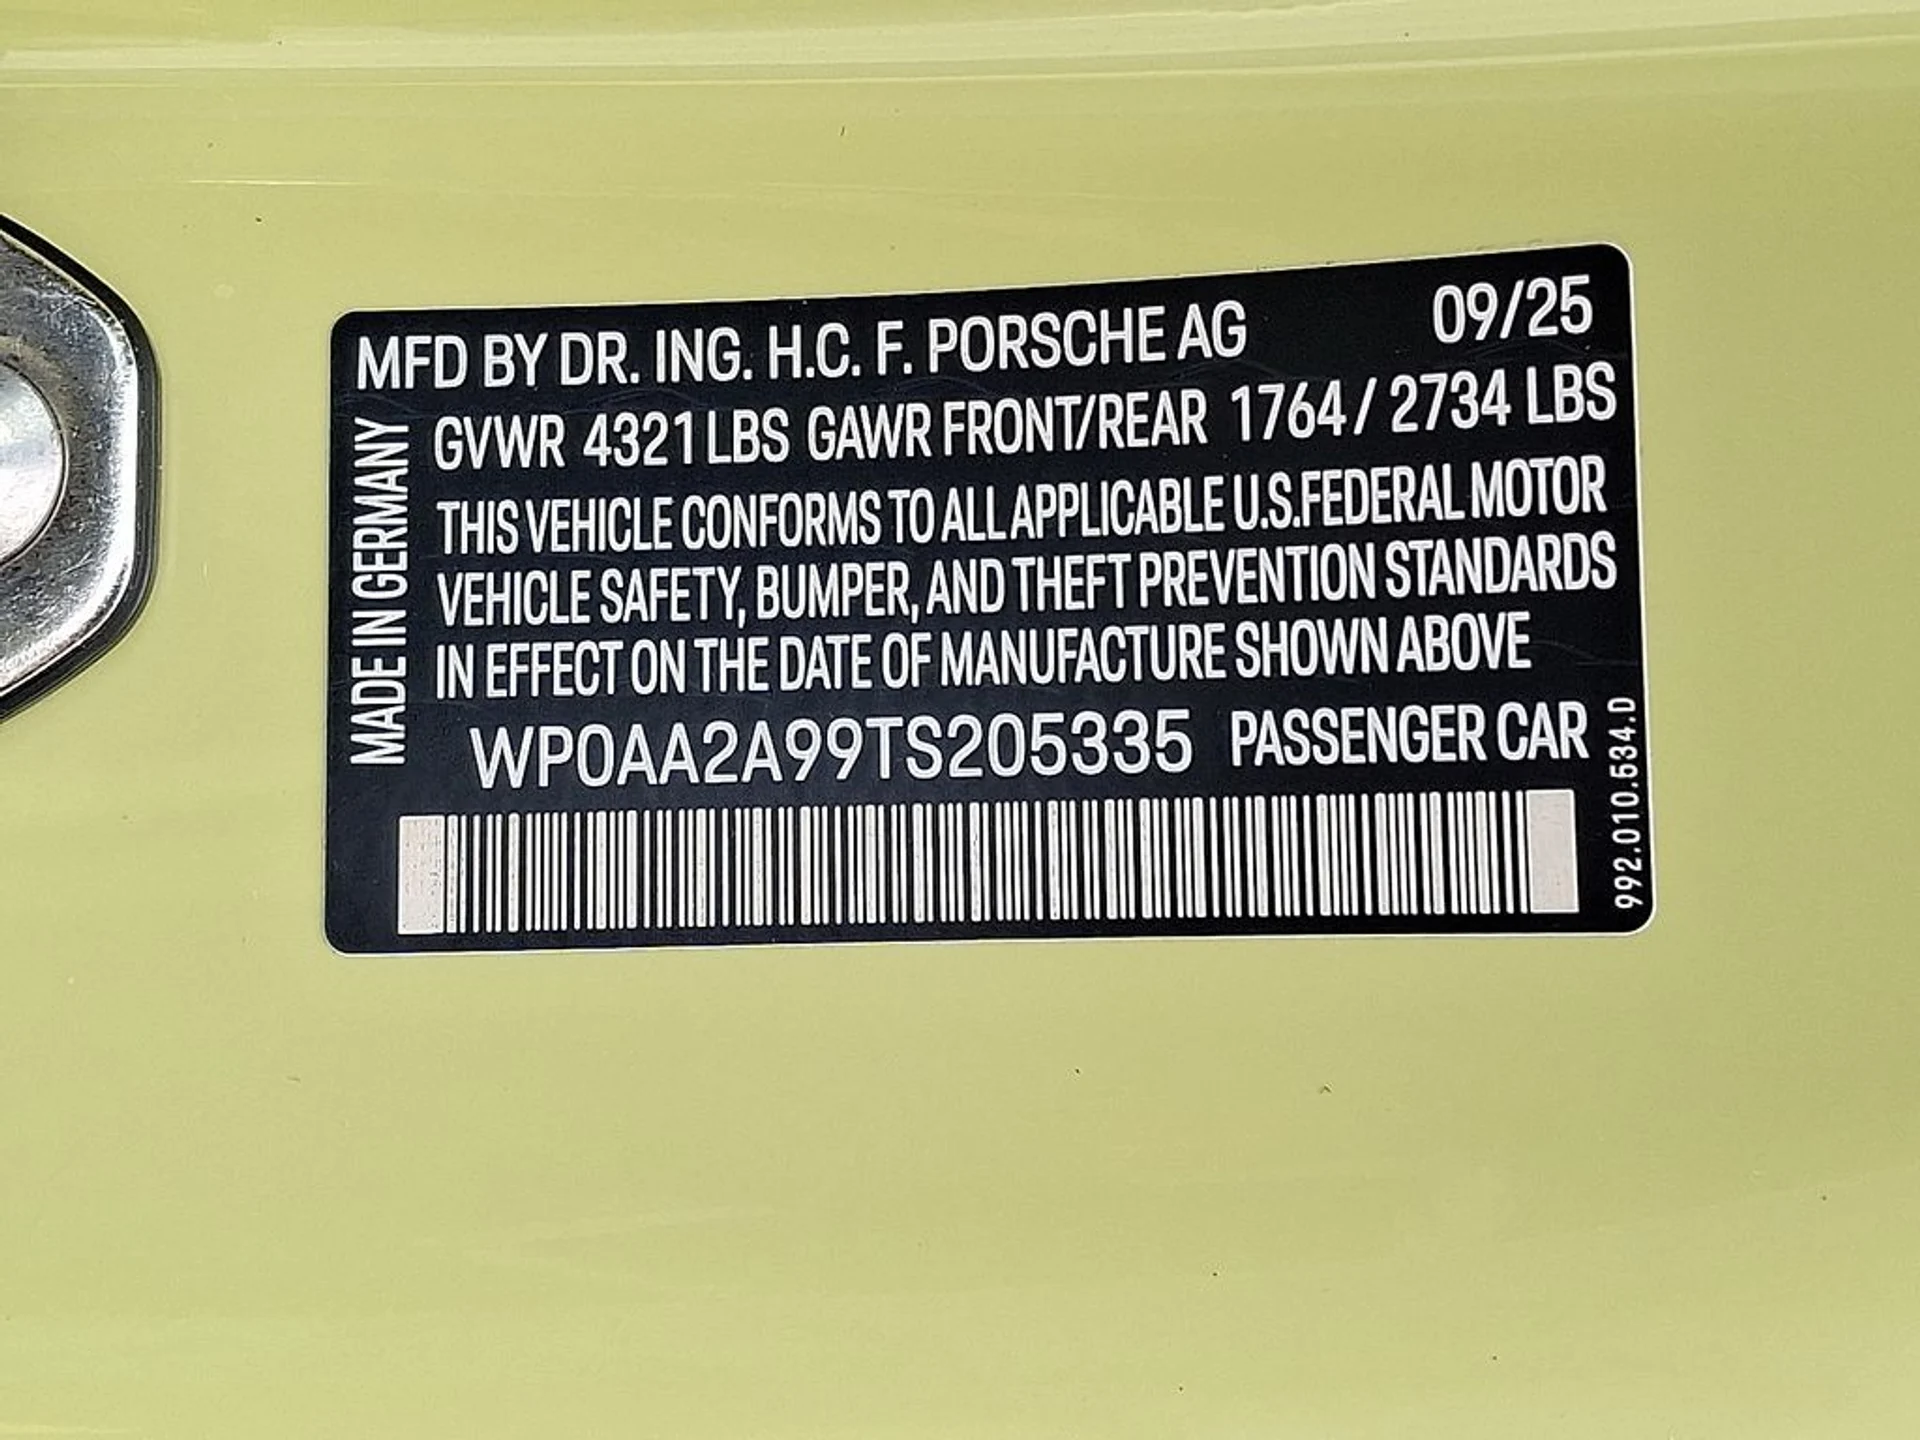 MFD BY DR. ING. H.C. F. PORSCHE AG 09/25
GVWR 4321 LBS GAWR FRONT/REAR 1764 / 2734 LBS
THIS VEHICLE CONFORMS TO ALL APPLICABLE U.S.FEDERAL MOTOR
VEHICLE SAFETY, BUMPER, AND THEFT PREVENTION STANDARDS
IN EFFECT ON THE DATE OF MANUFACTURE SHOWN ABOVE
WP0AA2A99TS205335 PASSENGER CAR
MADE IN GERMANY
992.010.534.D